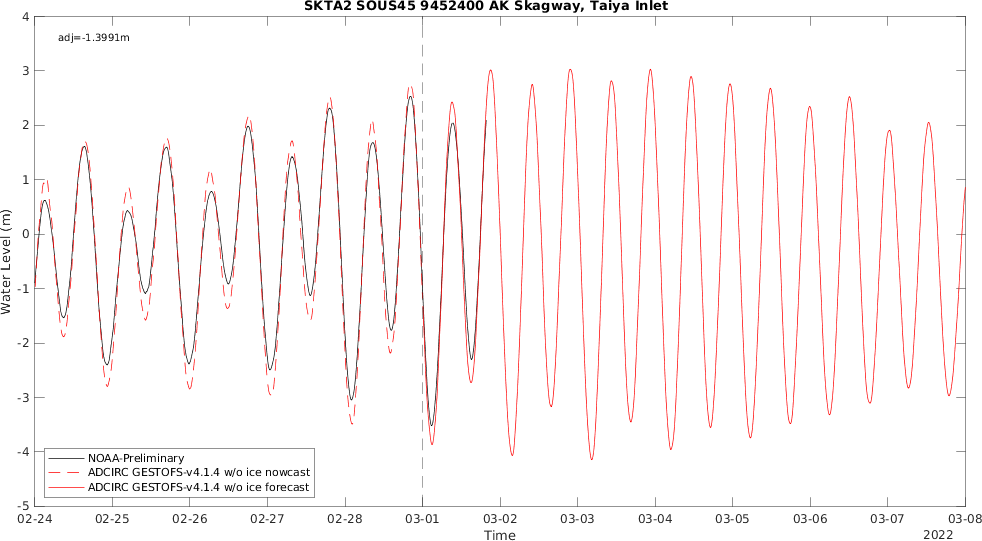 SKTA2 SOUS45 9452400 AK Skagway, Taiya Inlet
adj=-1.3991m
4
3
2
1
0
-1
-2
-3
-4
-5
Water Level (m)
NOAA-Preliminary
ADCIRC GESTOFS-v4.1.4 w/o ice nowcast
ADCIRC GESTOFS-v4.1.4 w/o ice forecast
02-24 02-25 02-26 02-27 02-28 03-01 03-02 03-03 03-04 03-05 03-06 03-07 03-08
Time
2022